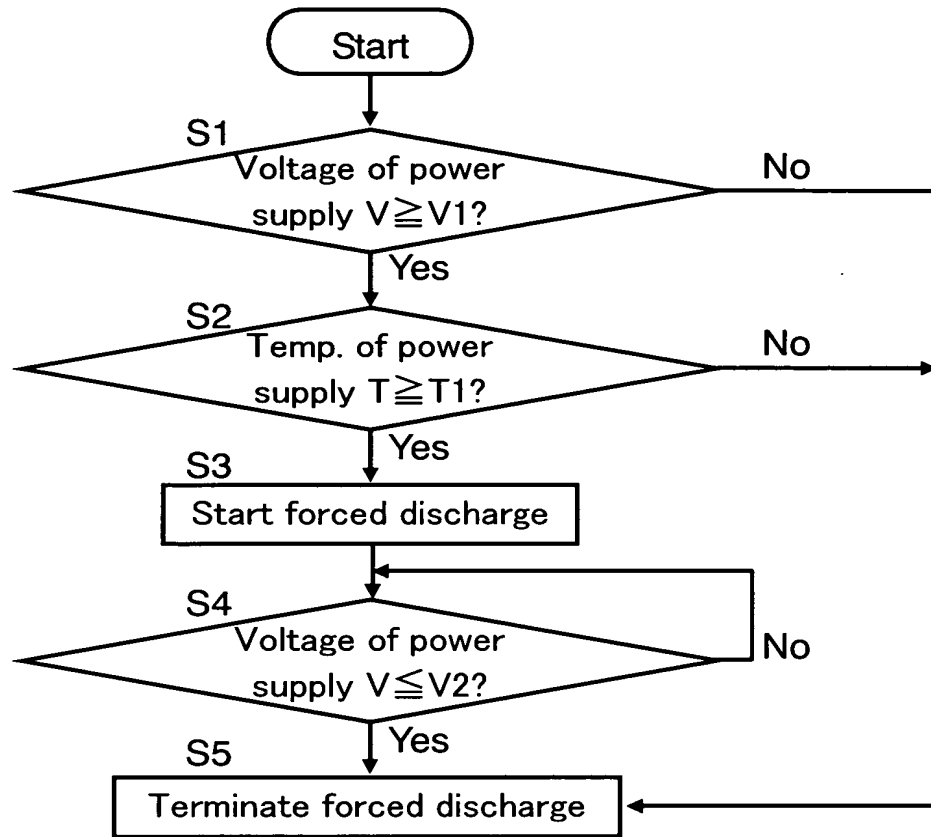 Start
S1
Voltage of power
supply V≧V1?
No
Yes
S2
Temp. of power
supply T≧T1?
No
Yes
S3
Start forced discharge
S4
Voltage of power
supply V≦V2?
No
Yes
S5
Terminate forced discharge